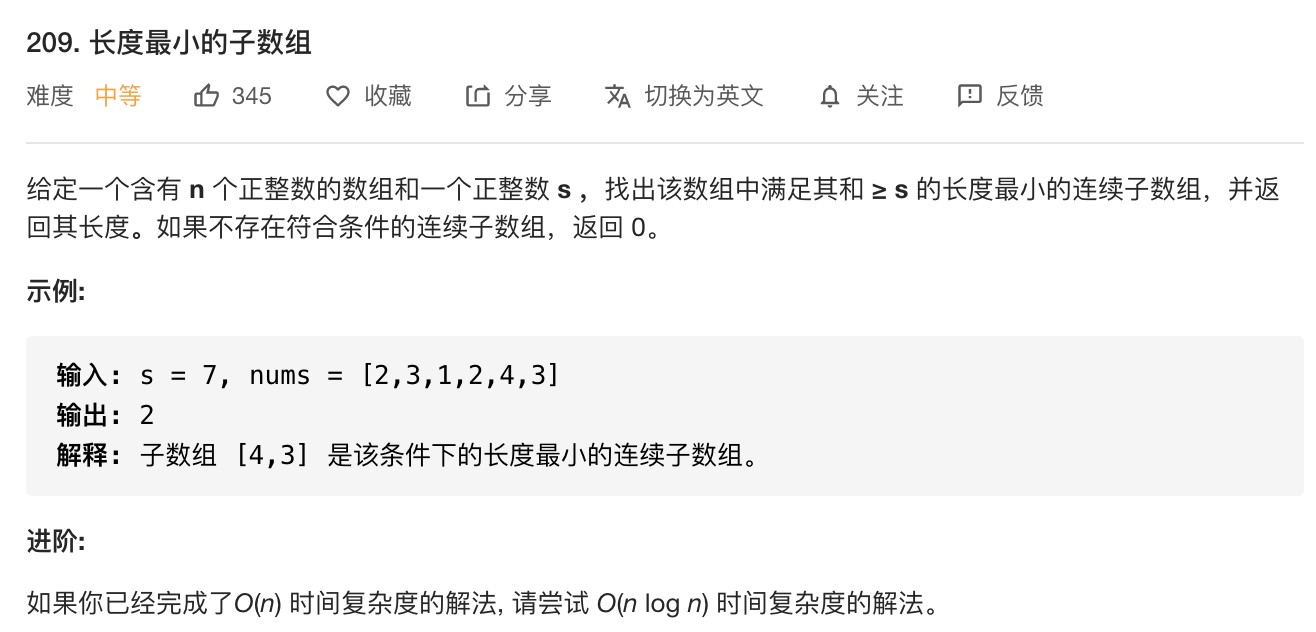 209. 长度最小的子数组
难度 中等 345 收藏 分享 切换为英文 关注 反馈
给定一个含有 n 个正整数的数组和一个正整数 s ，找出该数组中满足其和 ≥ s 的长度最小的连续子数组，并返
回其长度。如果不存在符合条件的连续子数组，返回 0。
示例:
输入: s = 7, nums = [2,3,1,2,4,3]
输出: 2
解释: 子数组 [4,3] 是该条件下的长度最小的连续子数组。
进阶:
如果你已经完成了O(n) 时间复杂度的解法, 请尝试 O(n log n) 时间复杂度的解法。